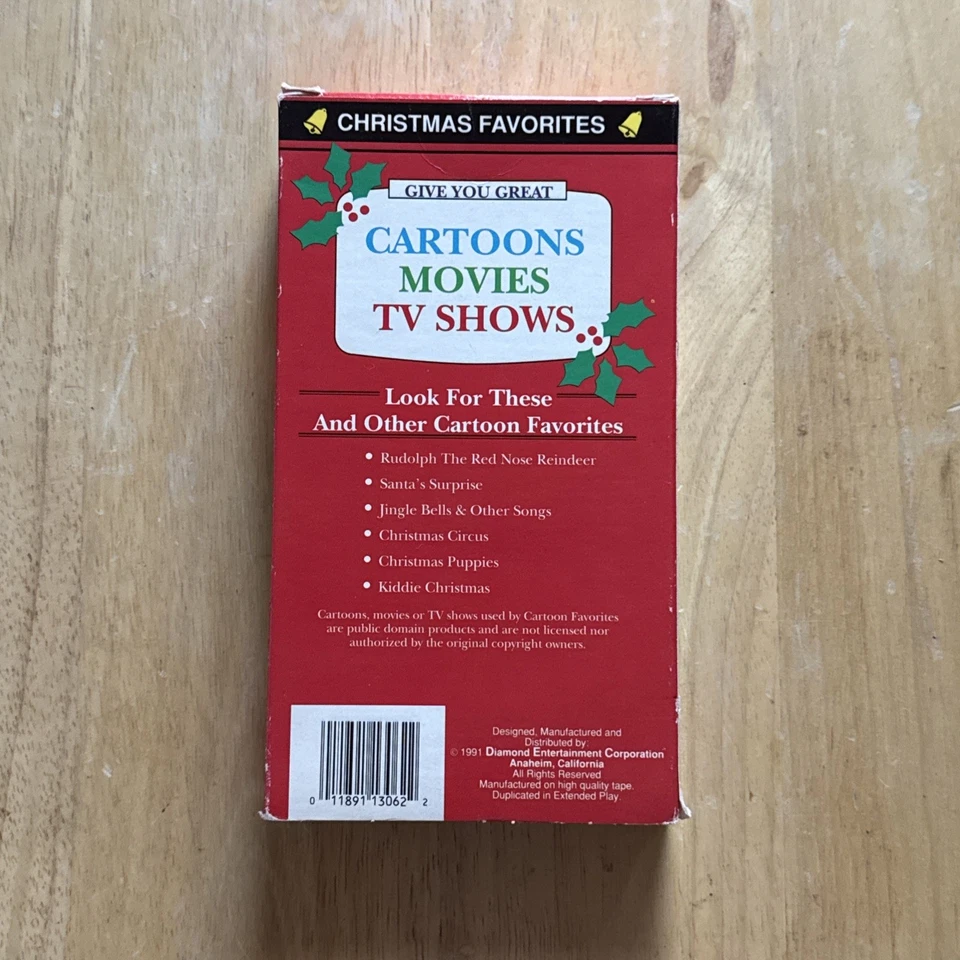 CHRISTMAS FAVORITES
GIVE YOU GREAT
CARTOONS
MOVIES
TV SHOWS
Look For These
And Other Cartoon Favorites
• Rudolph The Red Nose Reindeer
• Santa's Surprise
• Jingle Bells & Other Songs
• Christmas Circus
• Christmas Puppies
• Kiddie Christmas
Cartoons, movies or TV shows used by Cartoon Favorites
are public domain products and are not licensed nor
authorized by the original copyright owners.
Designed, Manufactured and
Distributed by:
© 1991 Diamond Entertainment Corporation
Anaheim, California
All Rights Reserved
Manufactured on high quality tape.
Duplicated in Extended Play.
0 11891 13062 2